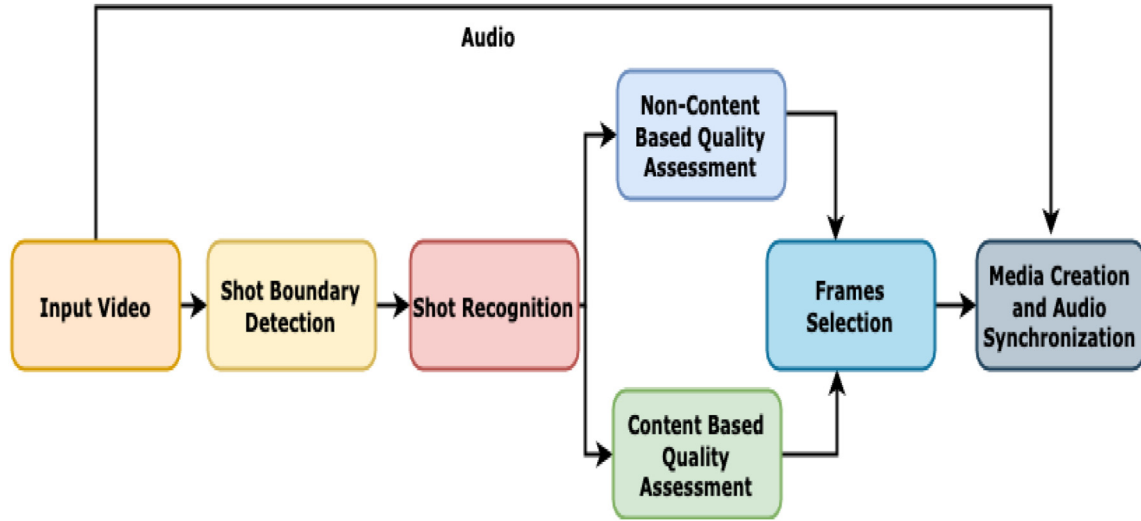 Audio
Non-Content
Based Quality
Assessment
Input Video
Shot Boundary
Detection
Shot Recognition
Frames
Selection
Media Creation
and Audio
Synchronization
Content Based
Quality
Assessment